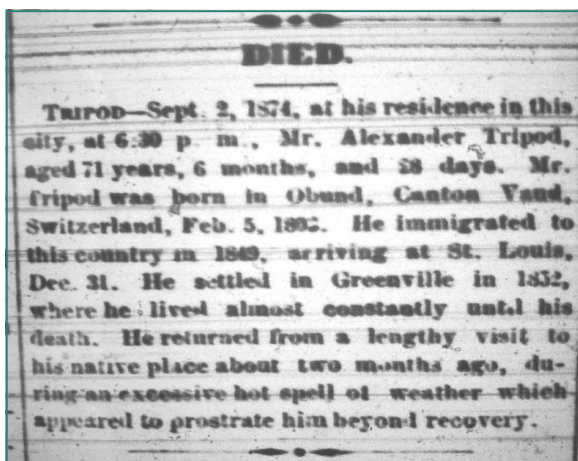 DIED.
TRIPOD—Sept. 2, 1874, at his residence in this
city, at 6:30 p. m., Mr. Alexander Tripod,
aged 71 years, 6 months, and 28 days. Mr.
Tripod was born in Obund, Canton Vaud,
Switzerland, Feb. 5, 1803. He immigrated to
this country in 1849, arriving at St. Louis,
Dec. 31. He settled in Greenville in 1852,
where he lived almost constantly until his
death. He returned from a lengthy visit to
his native place about two months ago, du-
ring an excessive hot spell of weather which
appeared to prostrate him beyond recovery.